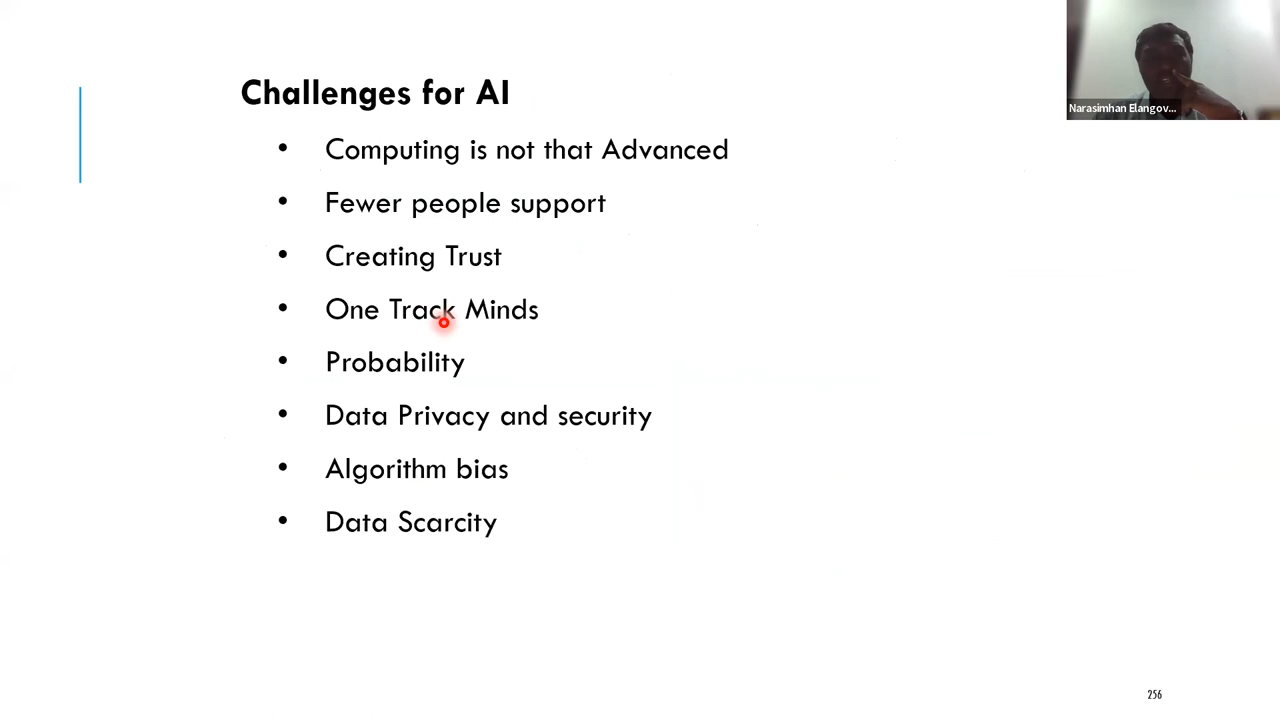 Narasimhan Elangov...
Challenges for AI
• Computing is not that Advanced
• Fewer people support
• Creating Trust
• One Track Minds
• Probability
• Data Privacy and security
• Algorithm bias
• Data Scarcity
256